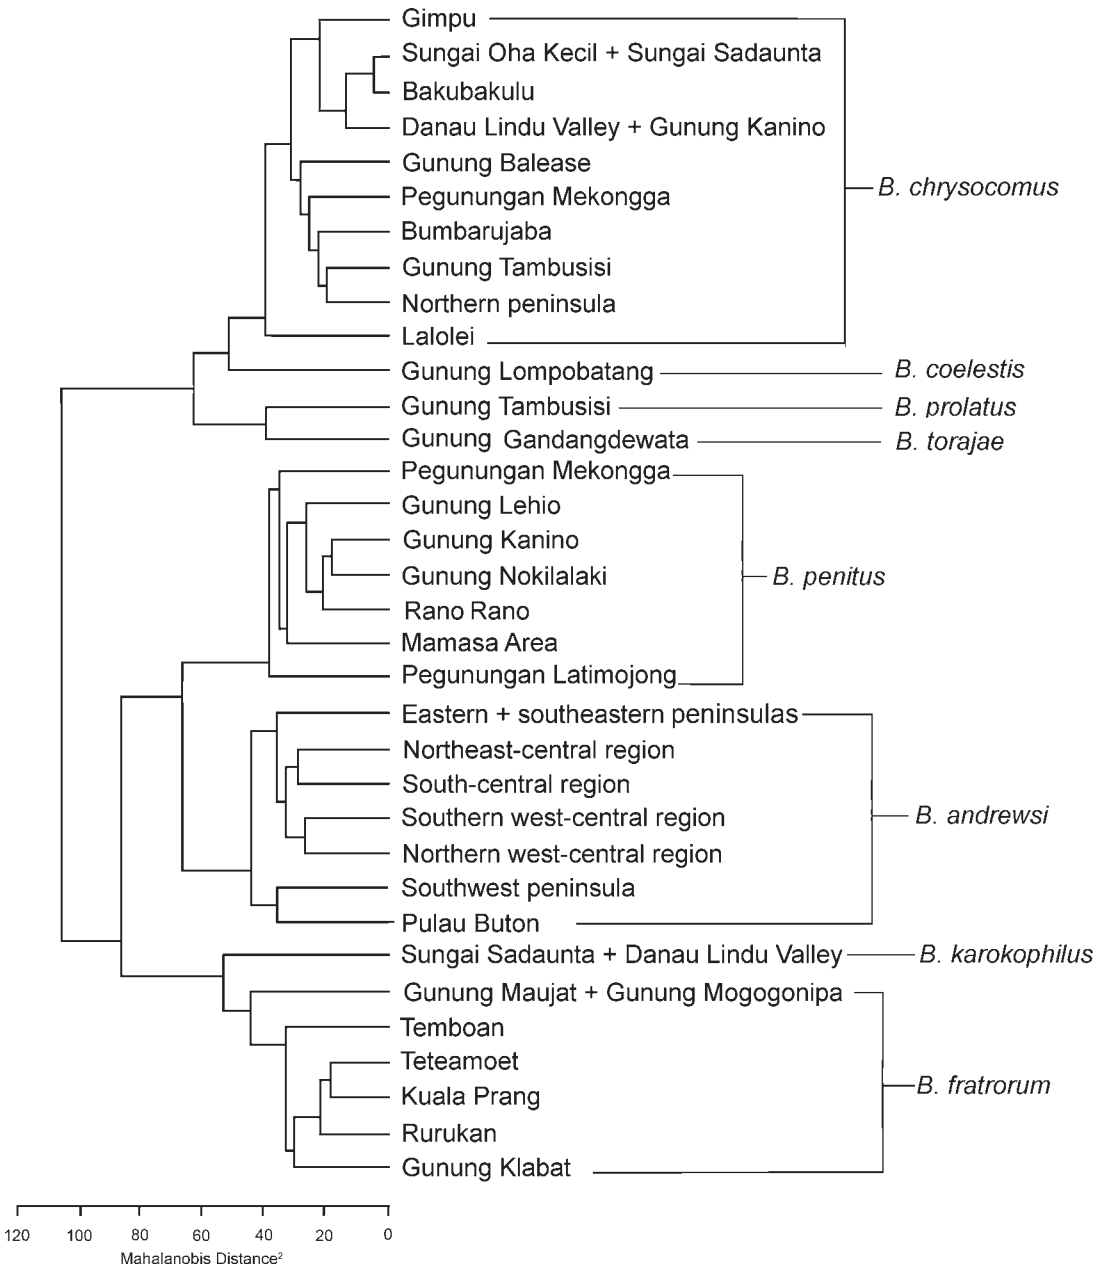 Gimpu
Sungai Oha Kecil + Sungai Sadaunta
Bakubakulu
Danau Lindu Valley + Gunung Kanino
Gunung Balease
Pegunungan Mekongga
B. chrysocomus
Bumbarujaba
Gunung Tambusisi
Northern peninsula
Lalolei
Gunung Lompobatang
B. coelestis
Gunung Tambusisi
B. prolatus
Gunung Gandangdewata
B. torajae
Pegunungan Mekongga
Gunung Lehio
Gunung Kanino
Gunung Nokilalaki
B. penitus
Rano Rano
Mamasa Area
Pegunungan Latimojong
Eastern + southeastern peninsulas
Northeast-central region
South-central region
Southern west-central region
B. andrewsi
Northern west-central region
Southwest peninsula
Pulau Buton
Sungai Sadaunta + Danau Lindu Valley
B. karokophilus
Gunung Maujat + Gunung Mogogonipa
Temboan
Teteamoet
B. fratrorum
Kuala Prang
Rurukan
Gunung Klabat
120 100 80 60 40 20 0
Mahalanobis Distance²